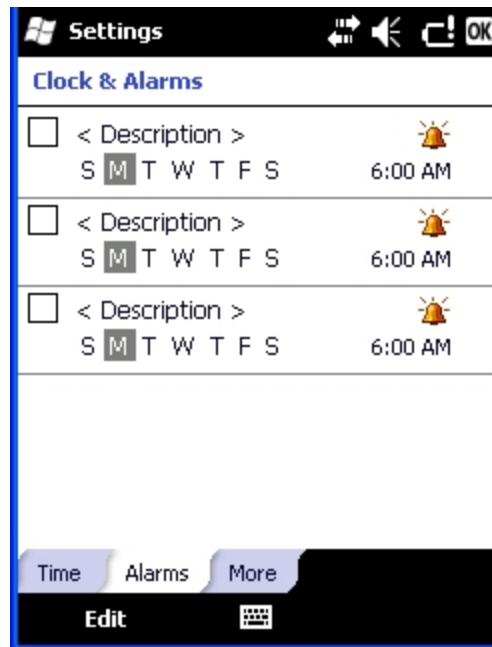 Settings OK
Clock & Alarms
< Description >
S M T W T F S 6:00 AM
< Description >
S M T W T F S 6:00 AM
< Description >
S M T W T F S 6:00 AM
Time Alarms More
Edit